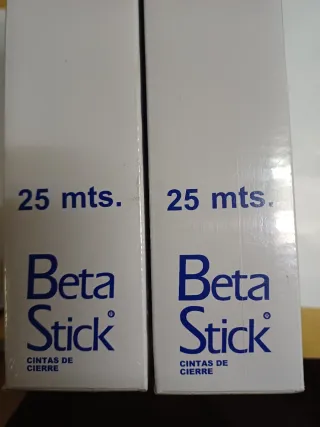 25 mts.
Beta
Stick®
CINTAS DE
CIERRE
25 mts.
Beta
Stick®
CINTAS DE
CIERRE